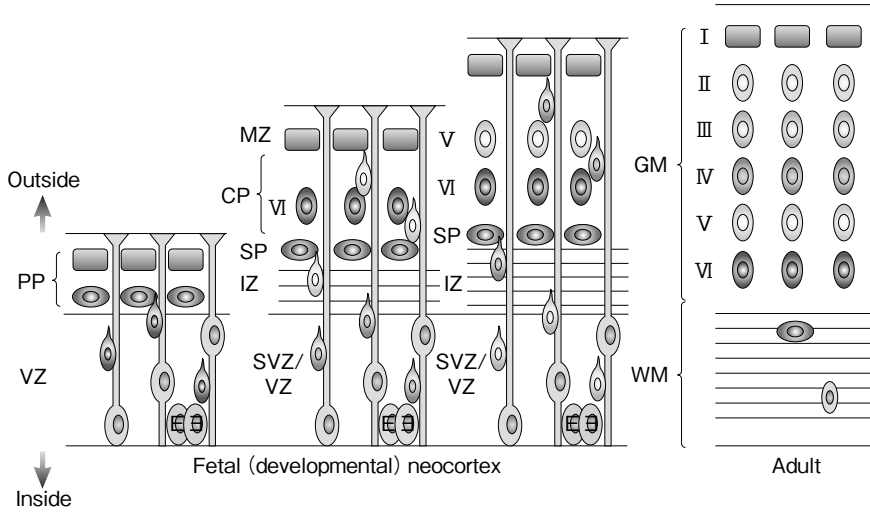 Outside
Inside
PP
VZ
MZ
CP
Ⅵ
SP
IZ
SVZ/
VZ
Ⅴ
Ⅵ
SP
IZ
SVZ/
VZ
Fetal (developmental) neocortex
GM
Ⅰ
Ⅱ
Ⅲ
Ⅳ
Ⅴ
Ⅵ
WM
Adult